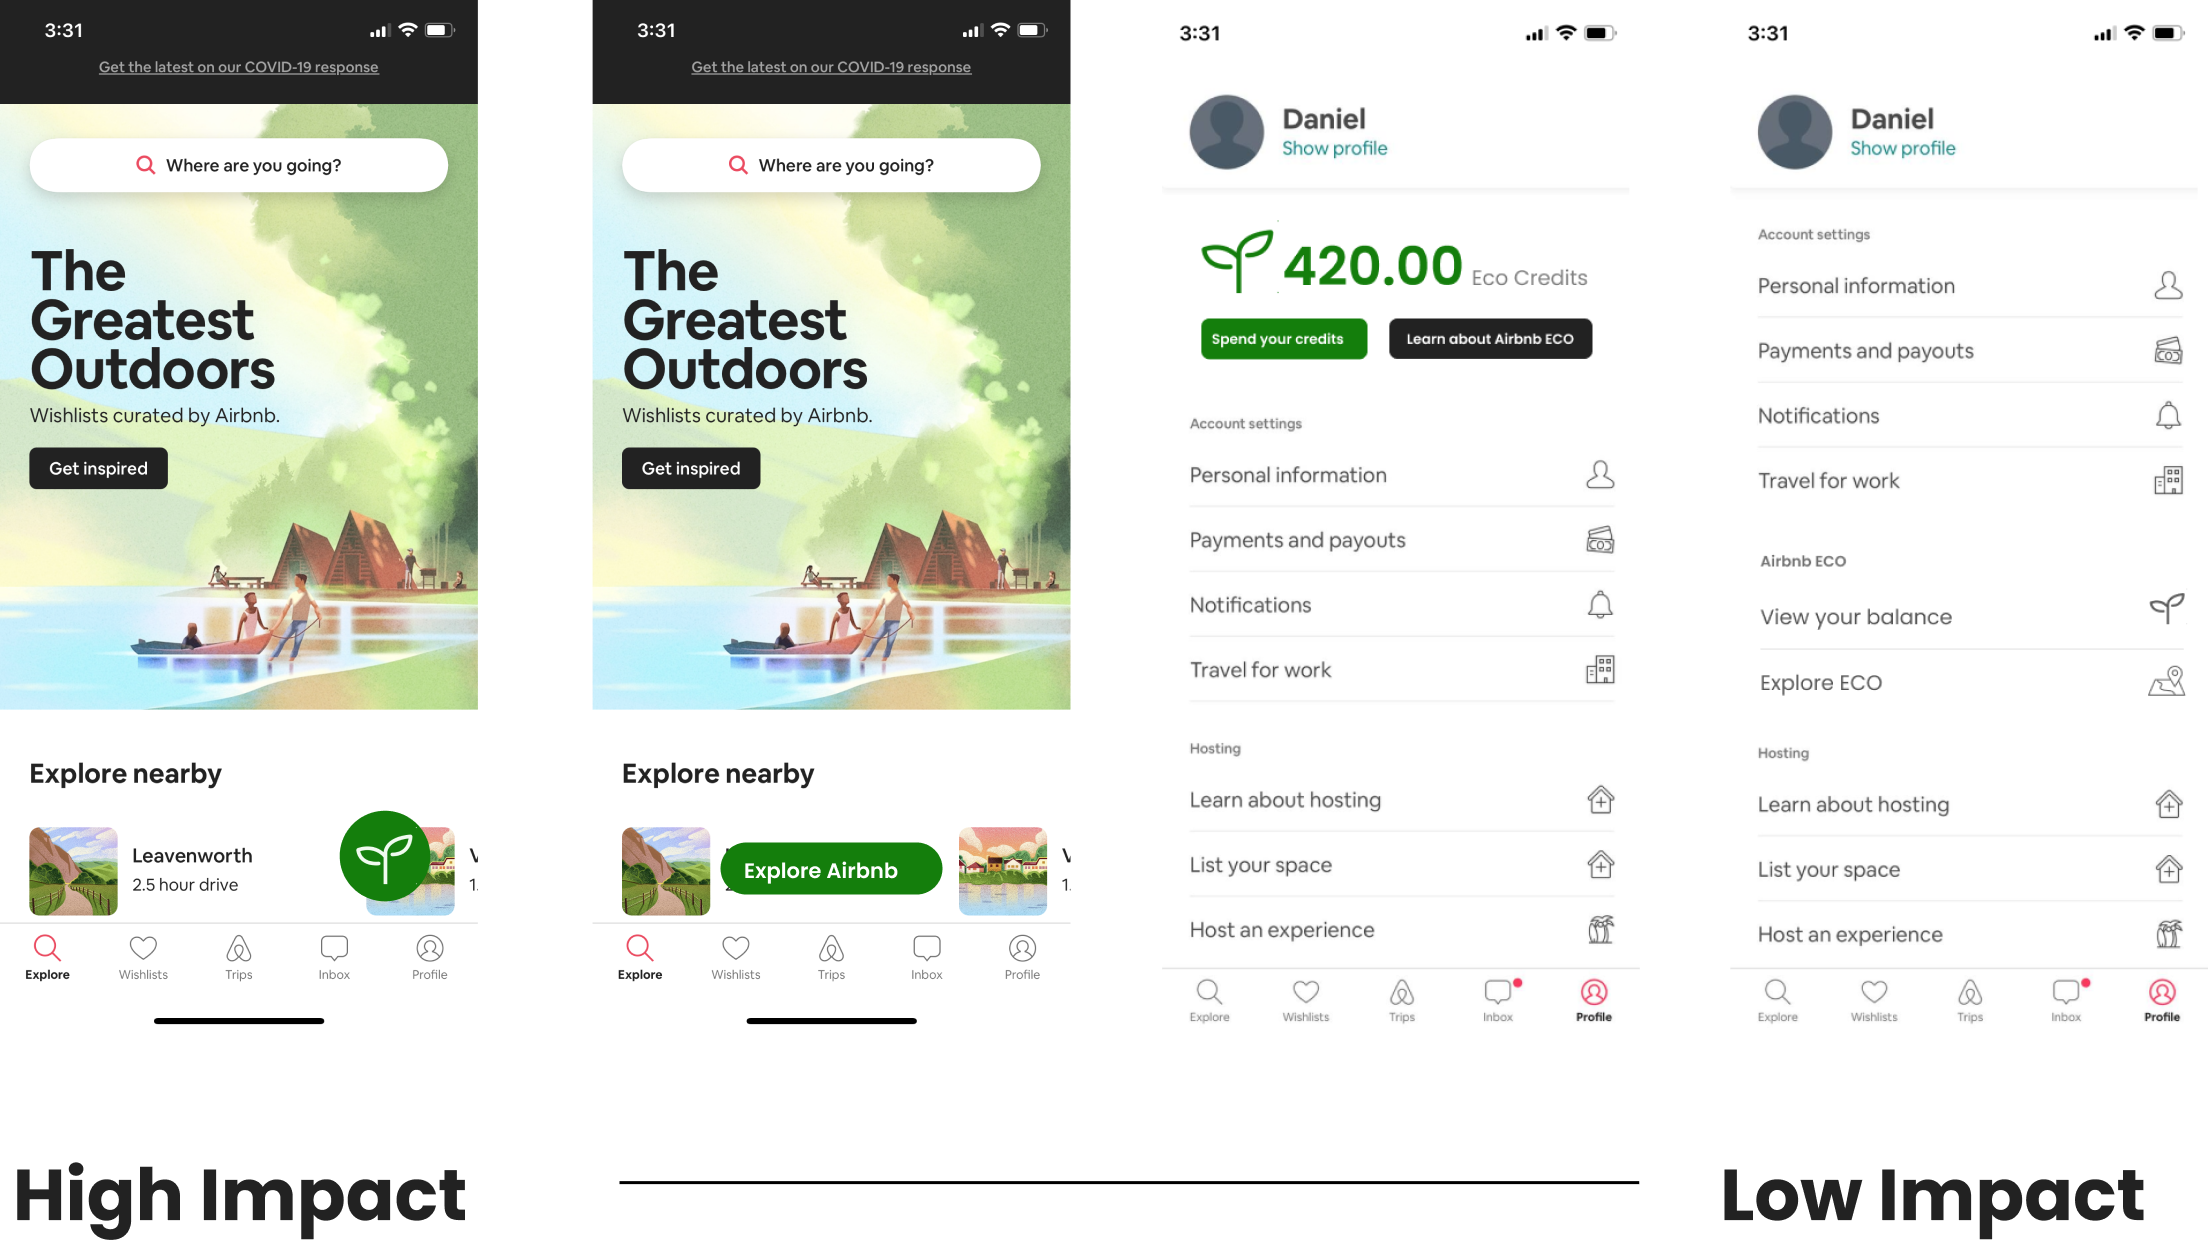 3:31
Get the latest on our COVID-19 response
Where are you going?
The
Greatest
Outdoors
Wishlists curated by Airbnb.
Get inspired
Explore nearby
Leavenworth
2.5 hour drive
V
1.
Explore
Wishlists
Trips
Inbox
Profile
3:31
Get the latest on our COVID-19 response
Where are you going?
The
Greatest
Outdoors
Wishlists curated by Airbnb.
Get inspired
Explore nearby
Explore Airbnb
V
1.
Explore
Wishlists
Trips
Inbox
Profile
3:31
Daniel
Show profile
420.00 Eco Credits
Spend your credits
Learn about Airbnb ECO
Account settings
Personal information
Payments and payouts
Notifications
Travel for work
Hosting
Learn about hosting
List your space
Host an experience
Explore
Wishlists
Trips
Inbox
Profile
3:31
Daniel
Show profile
Account settings
Personal information
Payments and payouts
Notifications
Travel for work
Airbnb ECO
View your balance
Explore ECO
Hosting
Learn about hosting
List your space
Host an experience
Explore
Wishlists
Trips
Inbox
Profile
High Impact
Low Impact